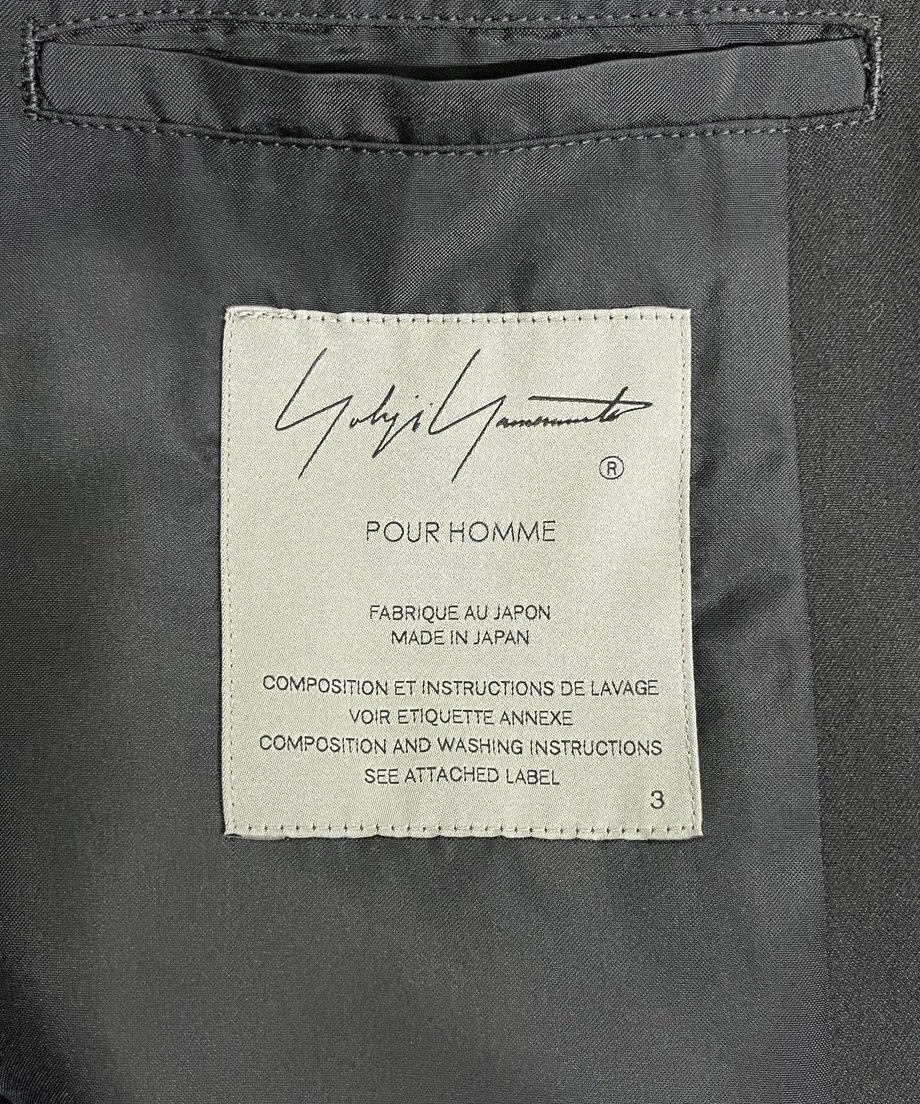 Yohji Yamamoto
®
POUR HOMME
FABRIQUE AU JAPON
MADE IN JAPAN
COMPOSITION ET INSTRUCTIONS DE LAVAGE
VOIR ETIQUETTE ANNEXE
COMPOSITION AND WASHING INSTRUCTIONS
SEE ATTACHED LABEL
3